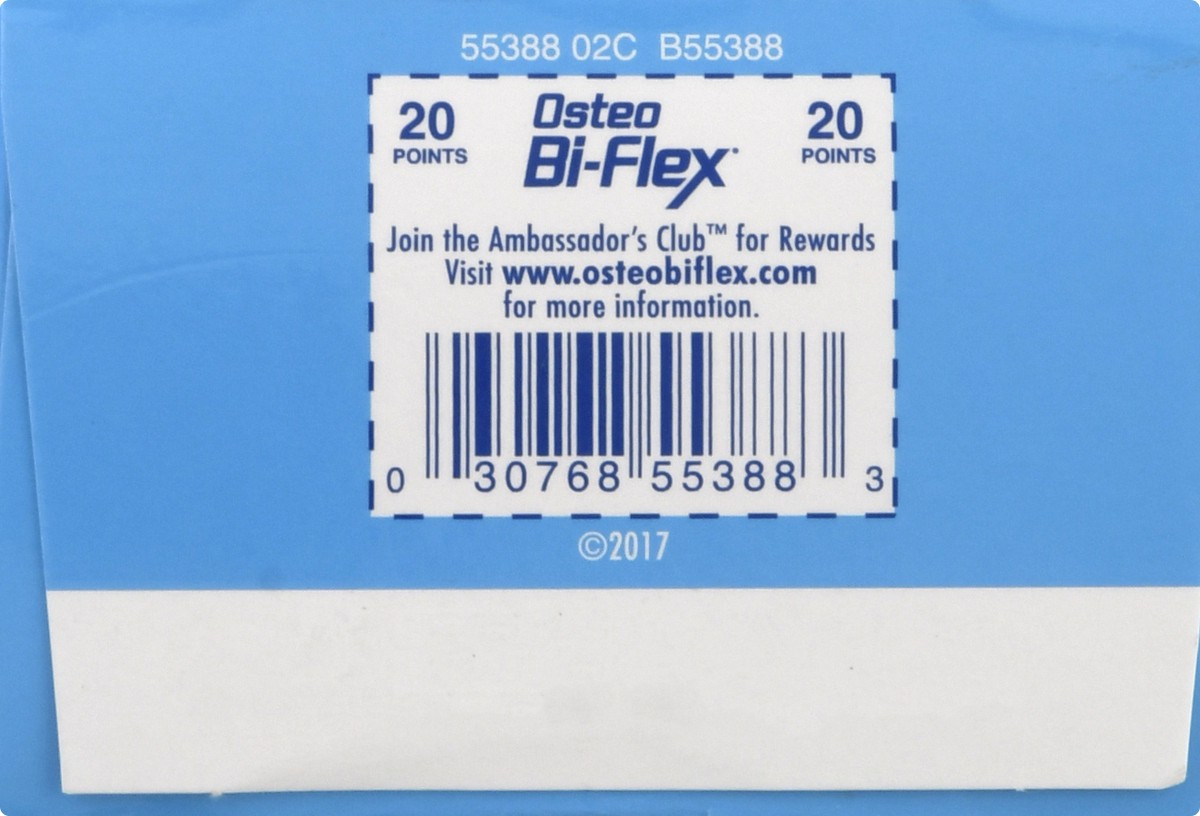 55388 02C B55388
20 Osteo 20
POINTS Bi-Flex® POINTS
Join the Ambassador's Club™ for Rewards
Visit www.osteobiflex.com
for more information.
0 30768 55388 3
©2017